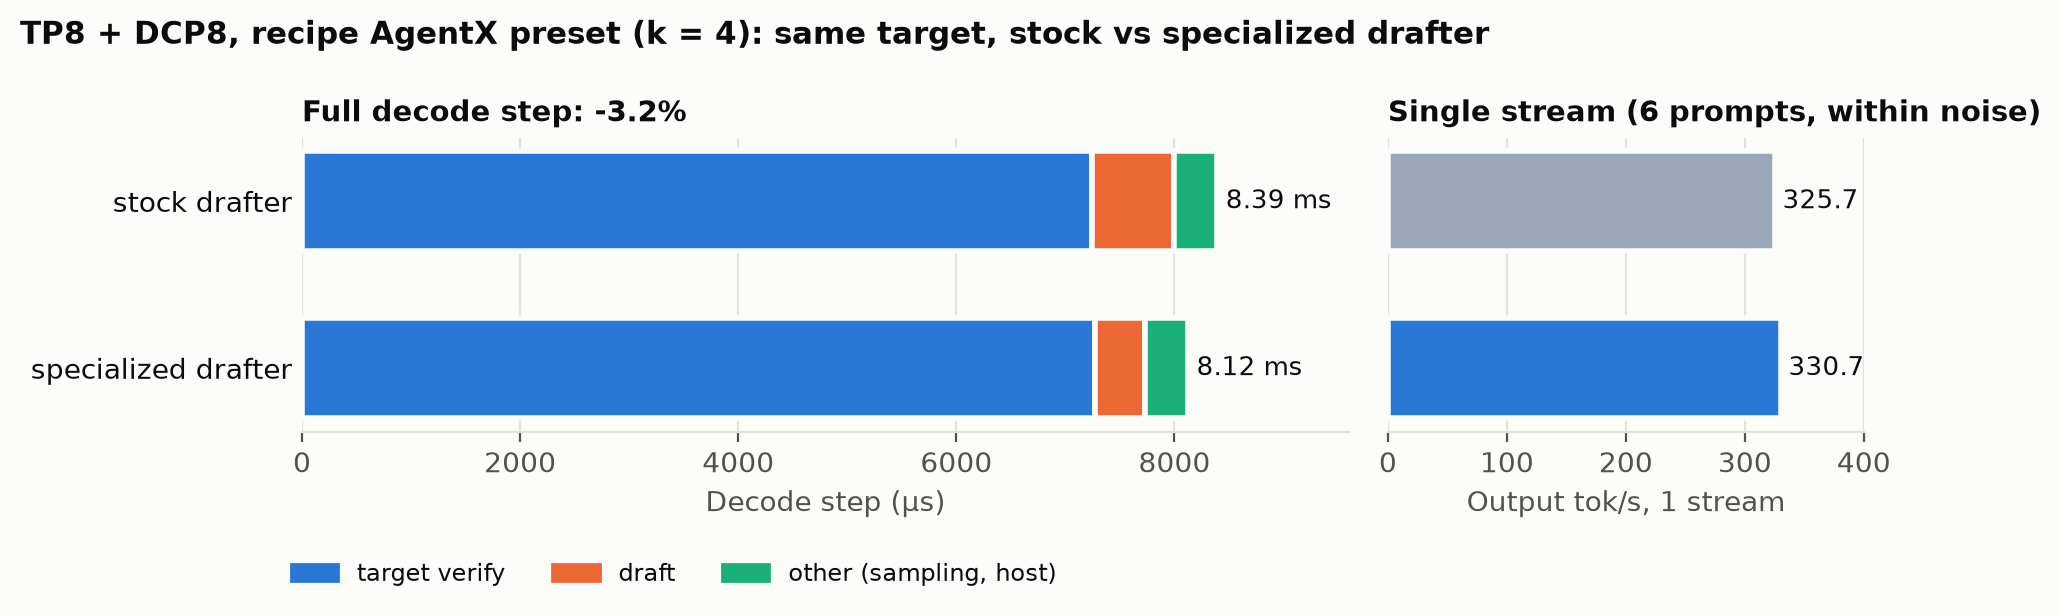 TP8 + DCP8, recipe AgentX preset (k = 4): same target, stock vs specialized drafter
Full decode step: -3.2%
stock drafter
8.39 ms
specialized drafter
8.12 ms
0 2000 4000 6000 8000
Decode step (µs)
Single stream (6 prompts, within noise)
325.7
330.7
0 100 200 300 400
Output tok/s, 1 stream
target verify draft other (sampling, host)